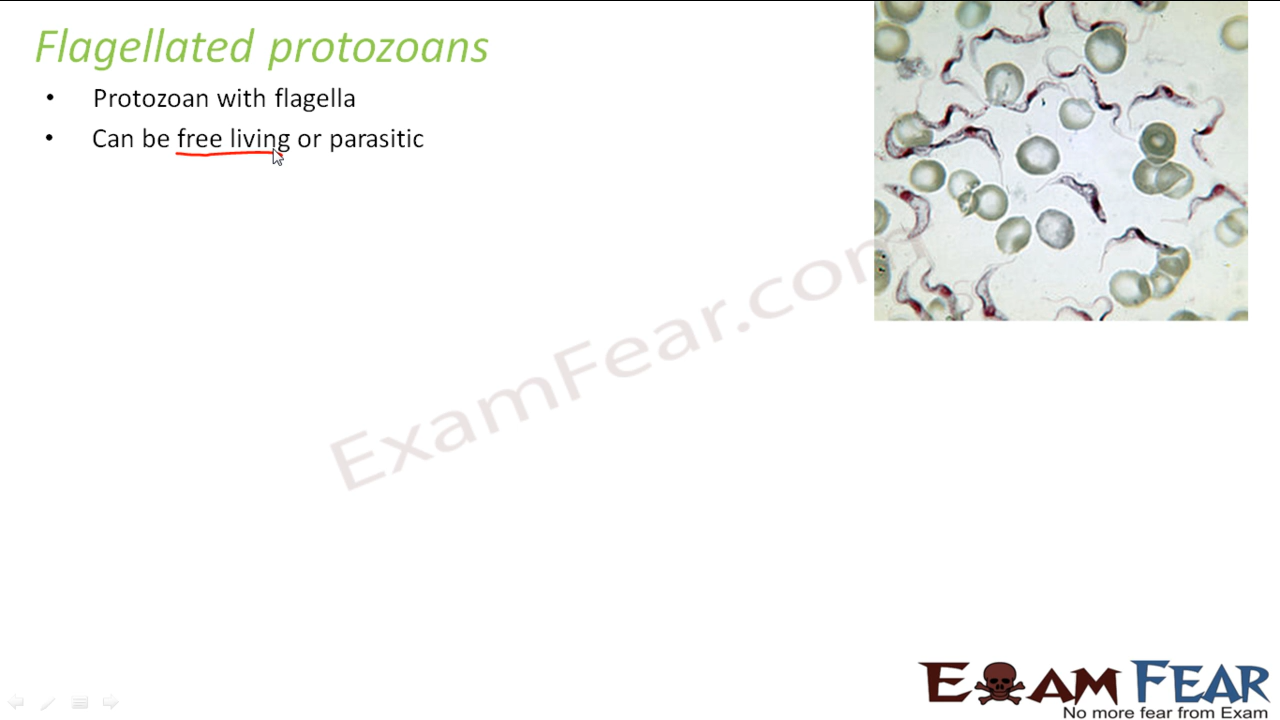 Flagellated protozoans
• Protozoan with flagella
• Can be free living or parasitic
ExamFear.com
EXAM FEAR
No more fear from Exam